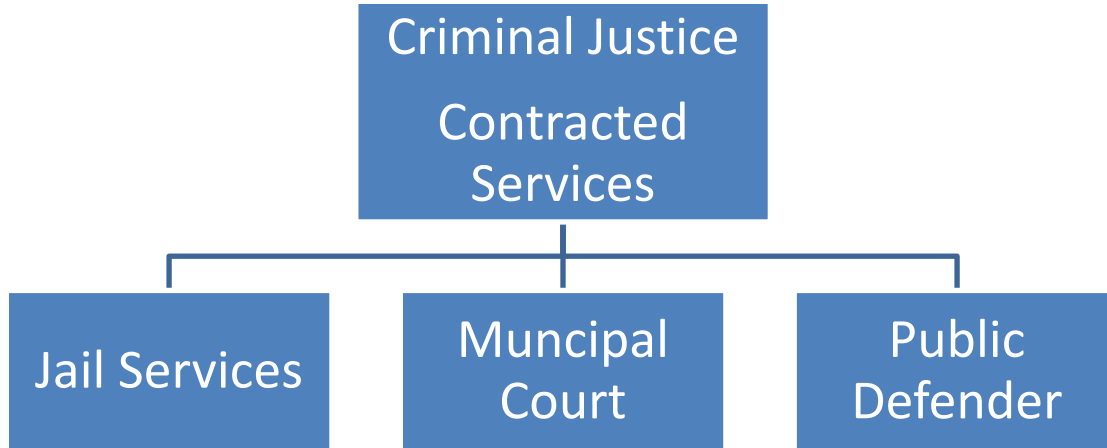 Criminal Justice
Contracted
Services
Jail Services
Muncipal
Court
Public
Defender